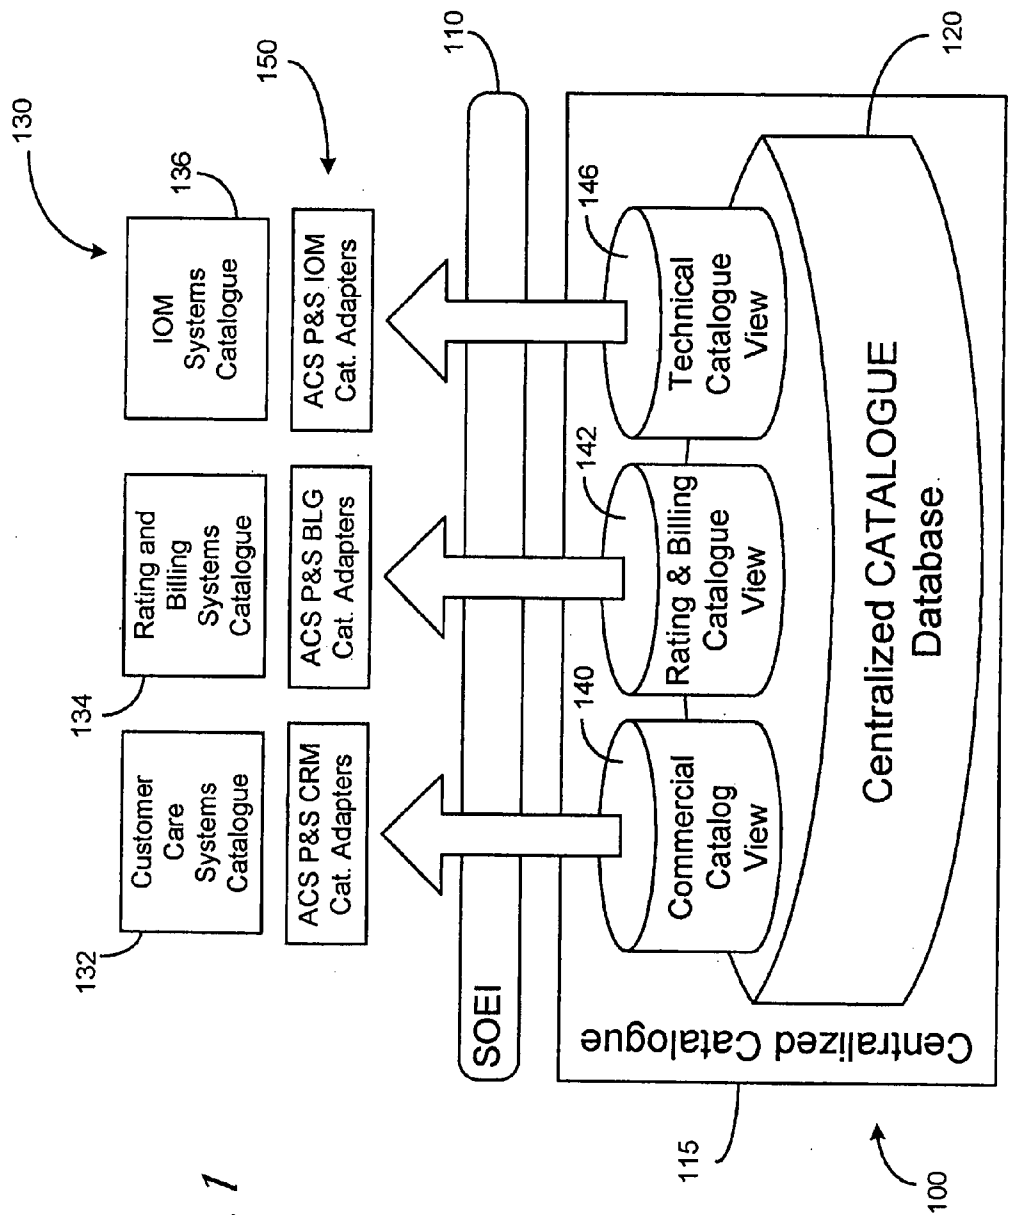 130
132
Customer
Care
Systems
Catalogue
134
Rating and
Billing
Systems
Catalogue
136
IOM
Systems
Catalogue
150
ACS P&S CRM
Cat. Adapters
ACS P&S BLG
Cat. Adapters
ACS P&S IOM
Cat. Adapters
110
SOEI
140
Commercial
Catalog
View
142
Rating & Billing
Catalogue
View
146
Technical
Catalogue
View
Centralized CATALOGUE
Database
120
Centralized Catalogue
115
100
1